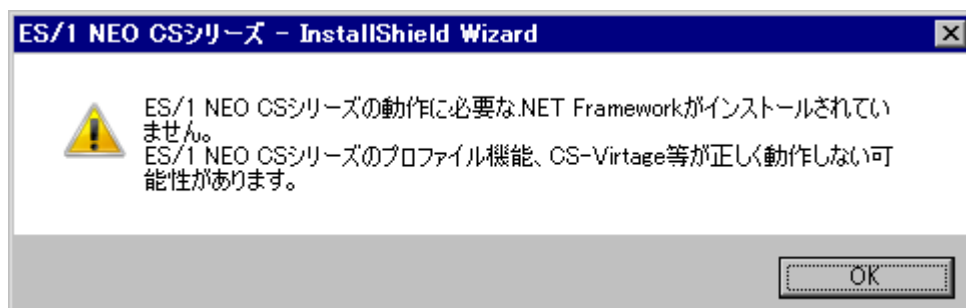 ES/1 NEO CSシリーズ - InstallShield Wizard
ES/1 NEO CSシリーズの動作に必要な.NET Frameworkがインストールされてい
ません。
ES/1 NEO CSシリーズのプロファイル機能、CS-Virtage等が正しく動作しない可
能性があります。
OK